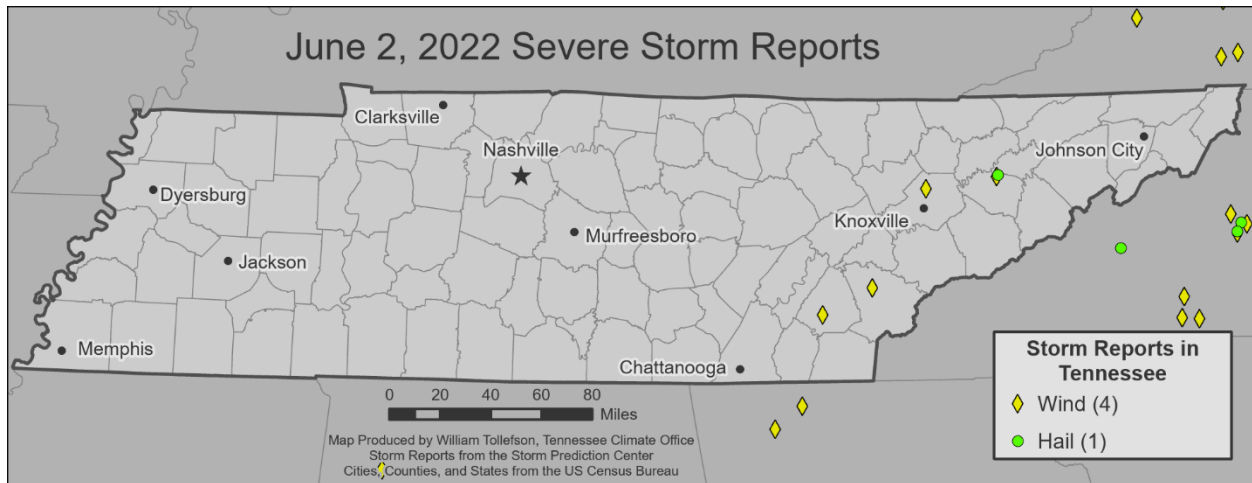 June 2, 2022 Severe Storm Reports
Clarksville
Nashville
Johnson City
Dyersburg
Knoxville
Murfreesboro
Jackson
Memphis
Chattanooga
0 20 40 60 80
Miles
Map Produced by William Tollefson, Tennessee Climate Office
Storm Reports from the Storm Prediction Center
Cities, Counties, and States from the US Census Bureau
Storm Reports in
Tennessee
Wind (4)
Hail (1)